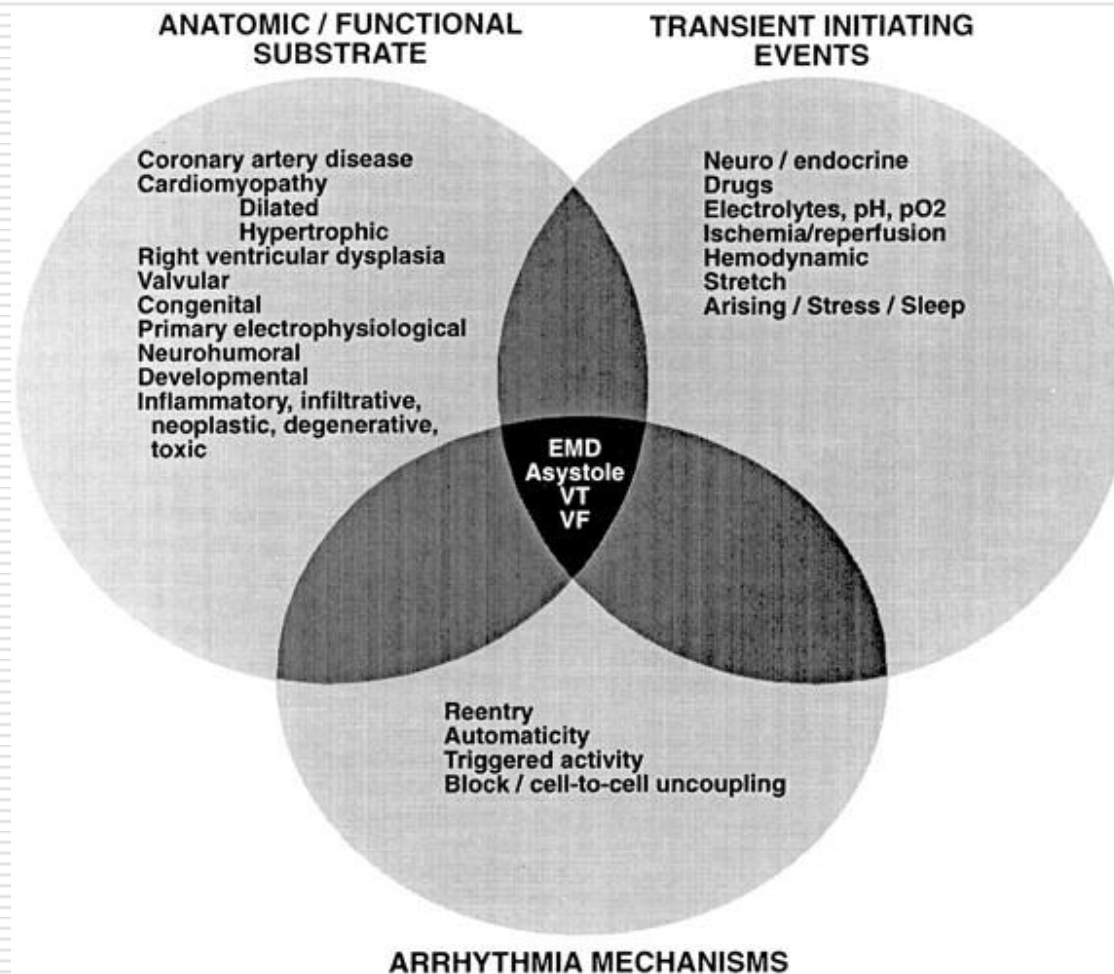 ANATOMIC / FUNCTIONAL
SUBSTRATE
TRANSIENT INITIATING
EVENTS
Coronary artery disease
Cardiomyopathy
Dilated
Hypertrophic
Right ventricular dysplasia
Valvular
Congenital
Primary electrophysiological
Neurohumoral
Developmental
Inflammatory, infiltrative,
neoplastic, degenerative,
toxic
Neuro / endocrine
Drugs
Electrolytes, pH, pO2
Ischemia/reperfusion
Hemodynamic
Stretch
Arising / Stress / Sleep
EMD
Asystole
VT
VF
Reentry
Automaticity
Triggered activity
Block / cell-to-cell uncoupling
ARRHYTHMIA MECHANISMS